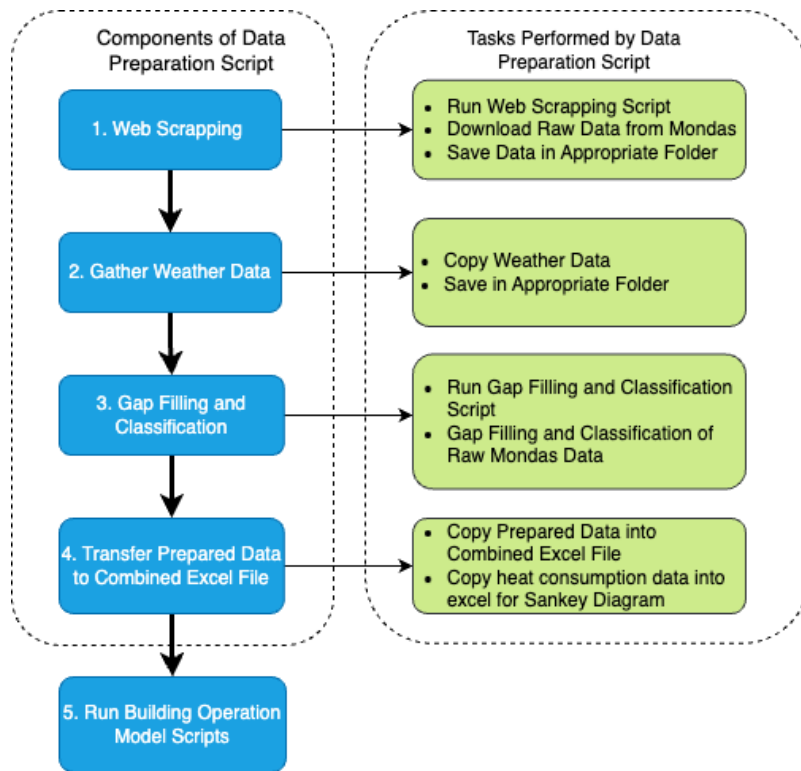 Components of Data
Preparation Script
Tasks Performed by Data
Preparation Script
1. Web Scrapping
• Run Web Scrapping Script
• Download Raw Data from Mondas
• Save Data in Appropriate Folder
2. Gather Weather Data
• Copy Weather Data
• Save in Appropriate Folder
3. Gap Filling and
Classification
• Run Gap Filling and Classification
Script
• Gap Filling and Classification of
Raw Mondas Data
4. Transfer Prepared Data
to Combined Excel File
• Copy Prepared Data into
Combined Excel File
• Copy heat consumption data into
excel for Sankey Diagram
5. Run Building Operation
Model Scripts